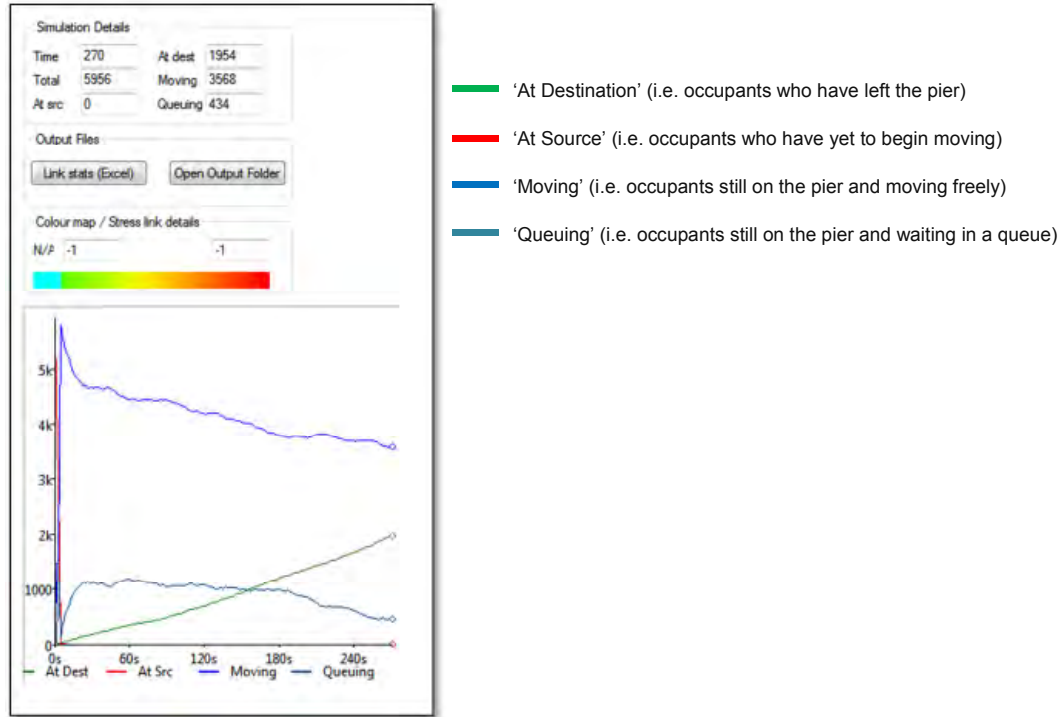 Simulation Details
Time 270 At dest 1954
Total 5956 Moving 3568
At src 0 Queuing 434
Output Files
Link stats (Excel) Open Output Folder
Colour map / Stress link details
N/A -1 -1
5k
4k
3k
2k
1000
0
0s 60s 120s 180s 240s
At Dest At Src Moving Queuing
‘At Destination’ (i.e. occupants who have left the pier)
‘At Source’ (i.e. occupants who have yet to begin moving)
‘Moving’ (i.e. occupants still on the pier and moving freely)
‘Queuing’ (i.e. occupants still on the pier and waiting in a queue)